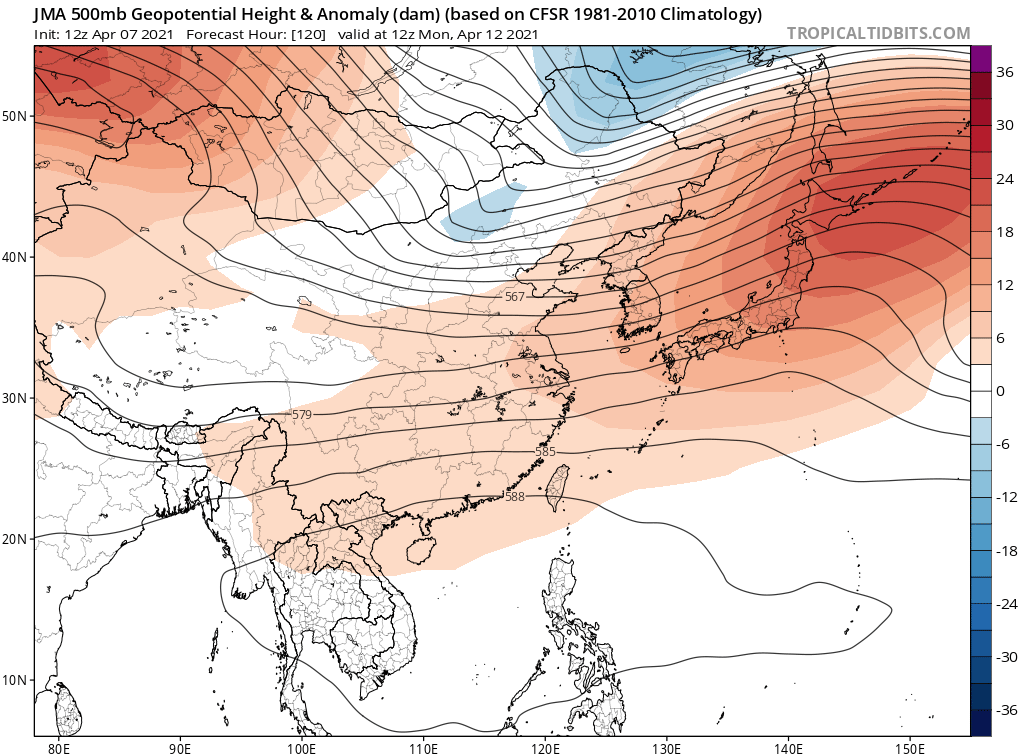 JMA 500mb Geopotential Height & Anomaly (dam) (based on CFSR 1981-2010 Climatology)
Init: 12z Apr 07 2021 Forecast Hour: [120] valid at 12z Mon, Apr 12 2021
TROPICALTIDBITS.COM
50N
40N
30N
20N
10N
80E
90E
100E
110E
120E
130E
140E
150E
567
579
585
588
36
30
24
18
12
6
0
-6
-12
-18
-24
-30
-36